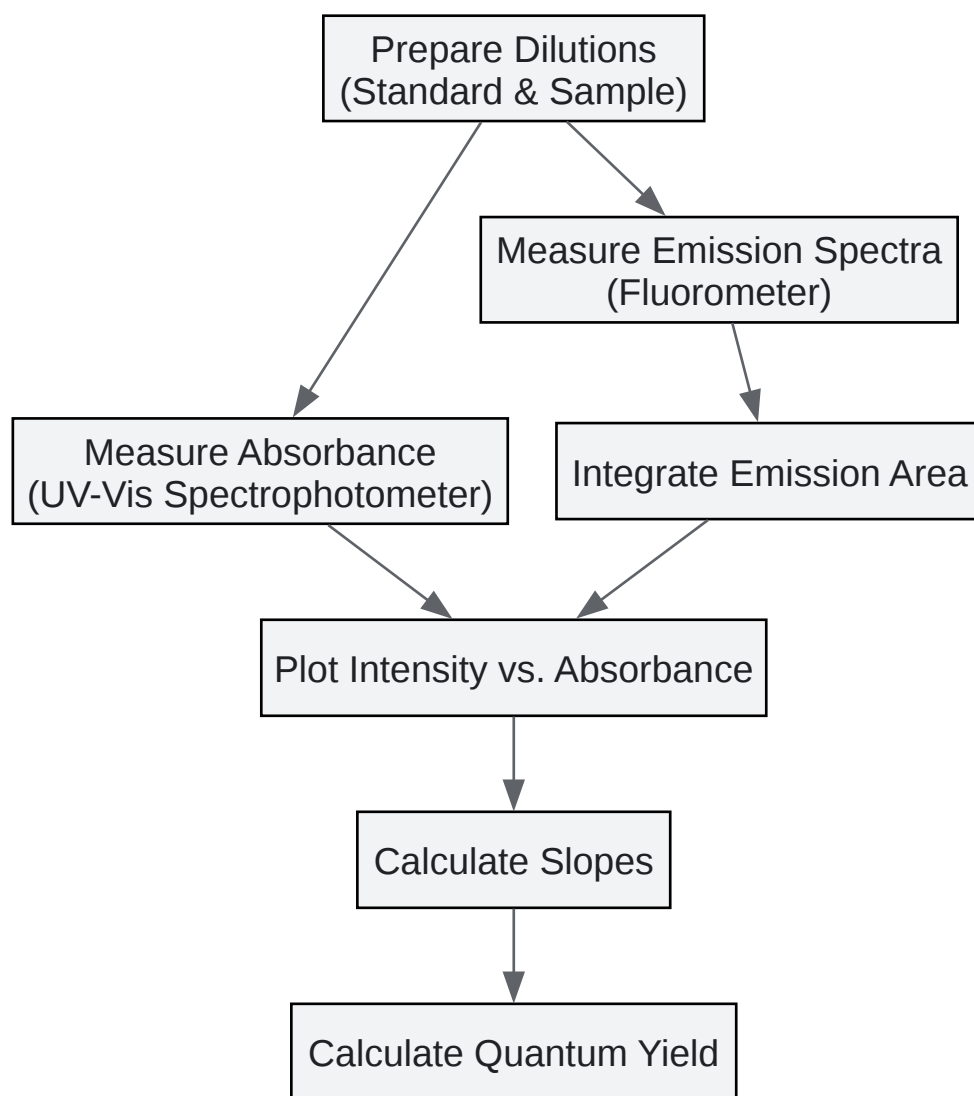 Prepare Dilutions
(Standard & Sample)
Measure Emission Spectra
(Fluorometer)
Measure Absorbance
(UV-Vis Spectrophotometer)
Integrate Emission Area
Plot Intensity vs. Absorbance
Calculate Slopes
Calculate Quantum Yield